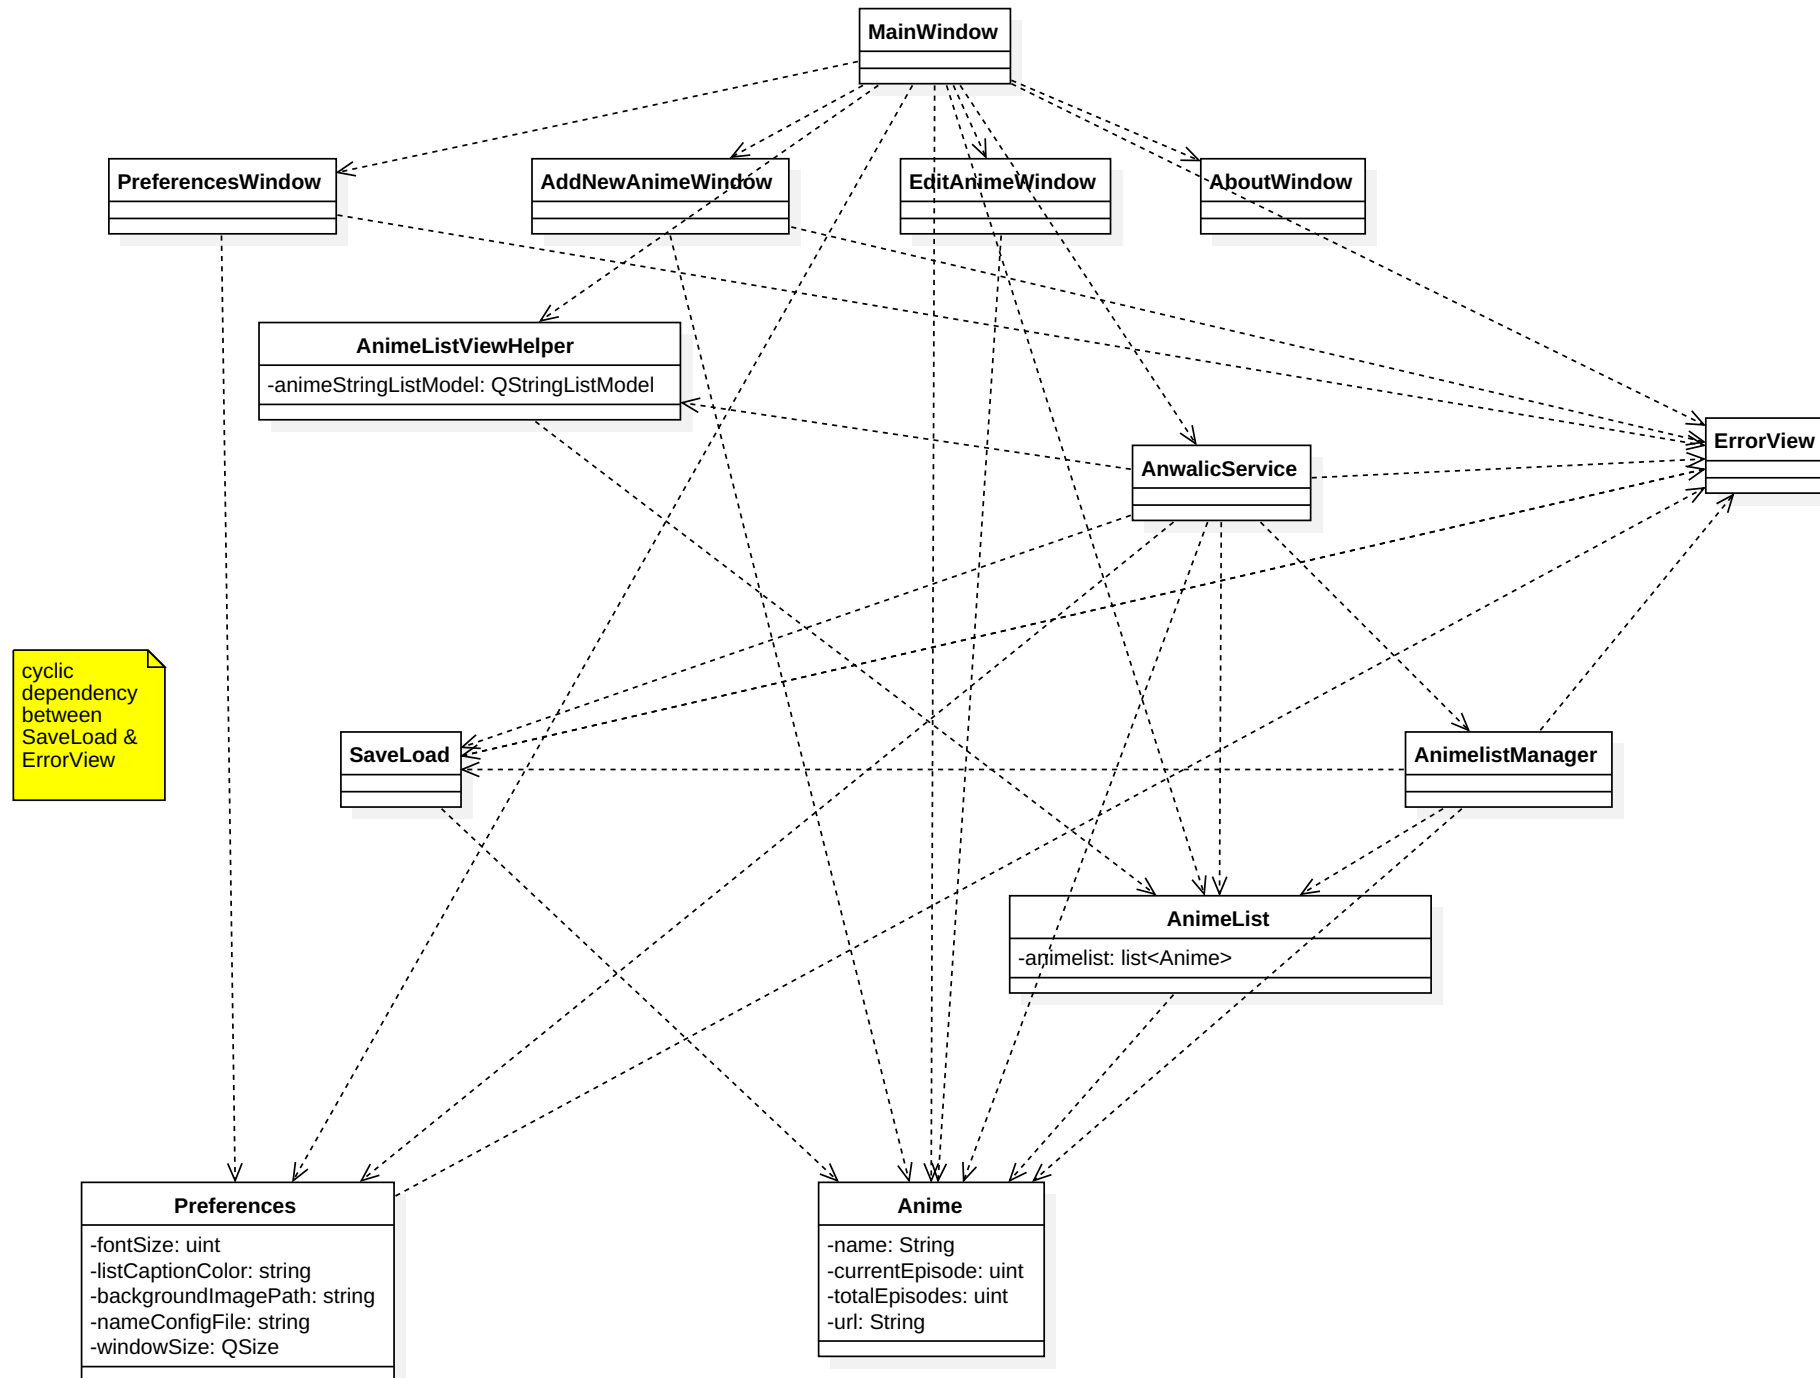 MainWindow
PreferencesWindow
AddNewAnimeWindow
EditAnimeWindow
AboutWindow
AnimeListViewHelper
-animeStringListModel: QStringListModel
ErrorView
AnwalicService
cyclic
dependency
between
SaveLoad &
ErrorView
SaveLoad
AnimelistManager
AnimeList
-animelist: list<Anime>
Preferences
-fontSize: uint
-listCaptionColor: string
-backgroundImagePath: string
-nameConfigFile: string
-windowSize: QSize
Anime
-name: String
-currentEpisode: uint
-totalEpisodes: uint
-url: String